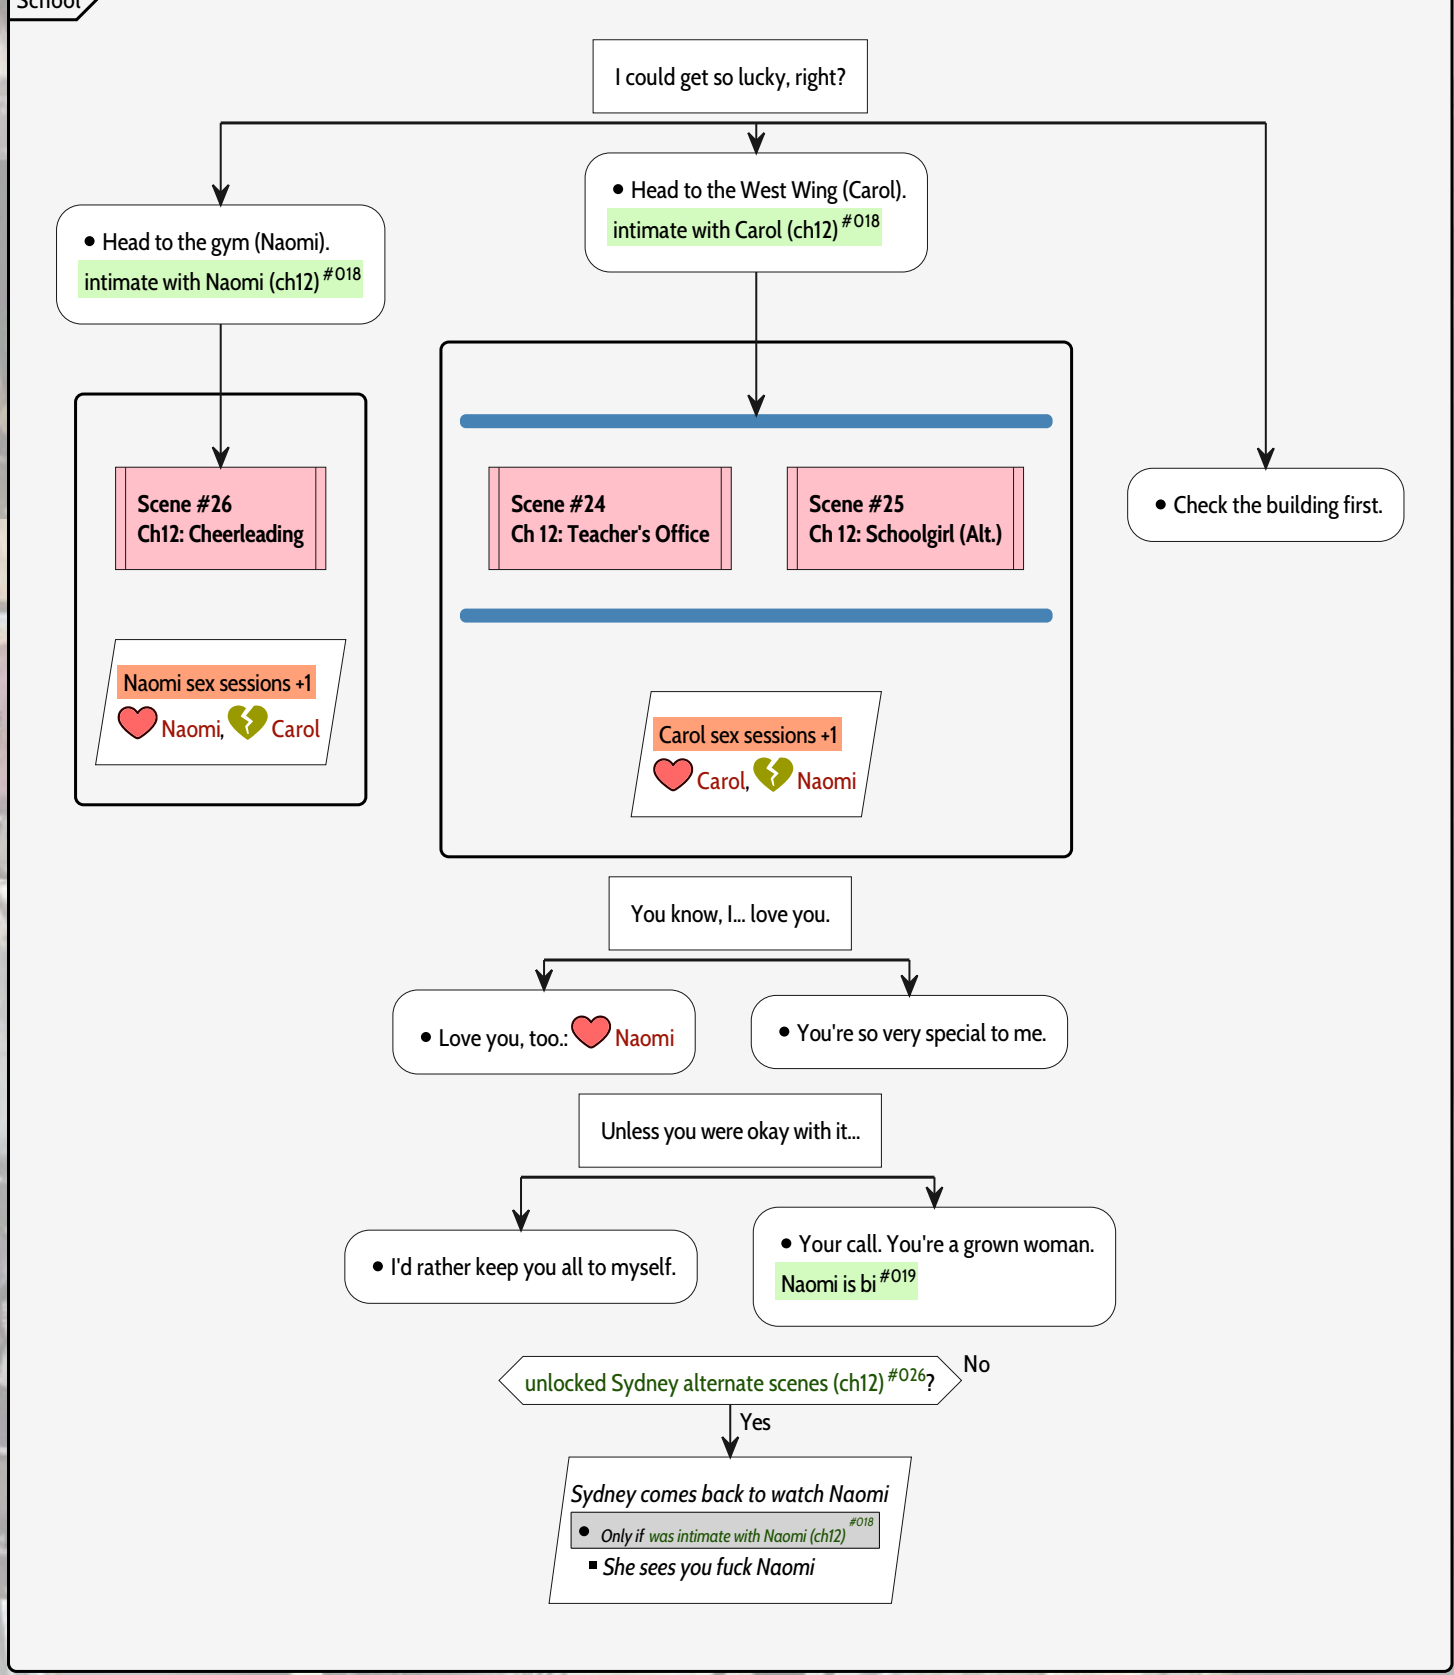 School
I could get so lucky, right?
● Head to the West Wing (Carol).
intimate with Carol (ch12) #018
● Head to the gym (Naomi).
intimate with Naomi (ch12) #018
Scene #26
Ch12: Cheerleading
Scene #24
Ch 12: Teacher's Office
Scene #25
Ch 12: Schoolgirl (Alt.)
● Check the building first.
Naomi sex sessions +1
Naomi, Carol
Carol sex sessions +1
Carol, Naomi
You know, I... love you.
● Love you, too.: Naomi
● You're so very special to me.
Unless you were okay with it...
● I'd rather keep you all to myself.
● Your call. You're a grown woman.
Naomi is bi #019
unlocked Sydney alternate scenes (ch12) #026?
No
Yes
Sydney comes back to watch Naomi
● Only if was intimate with Naomi (ch12) #018
▪ She sees you fuck Naomi